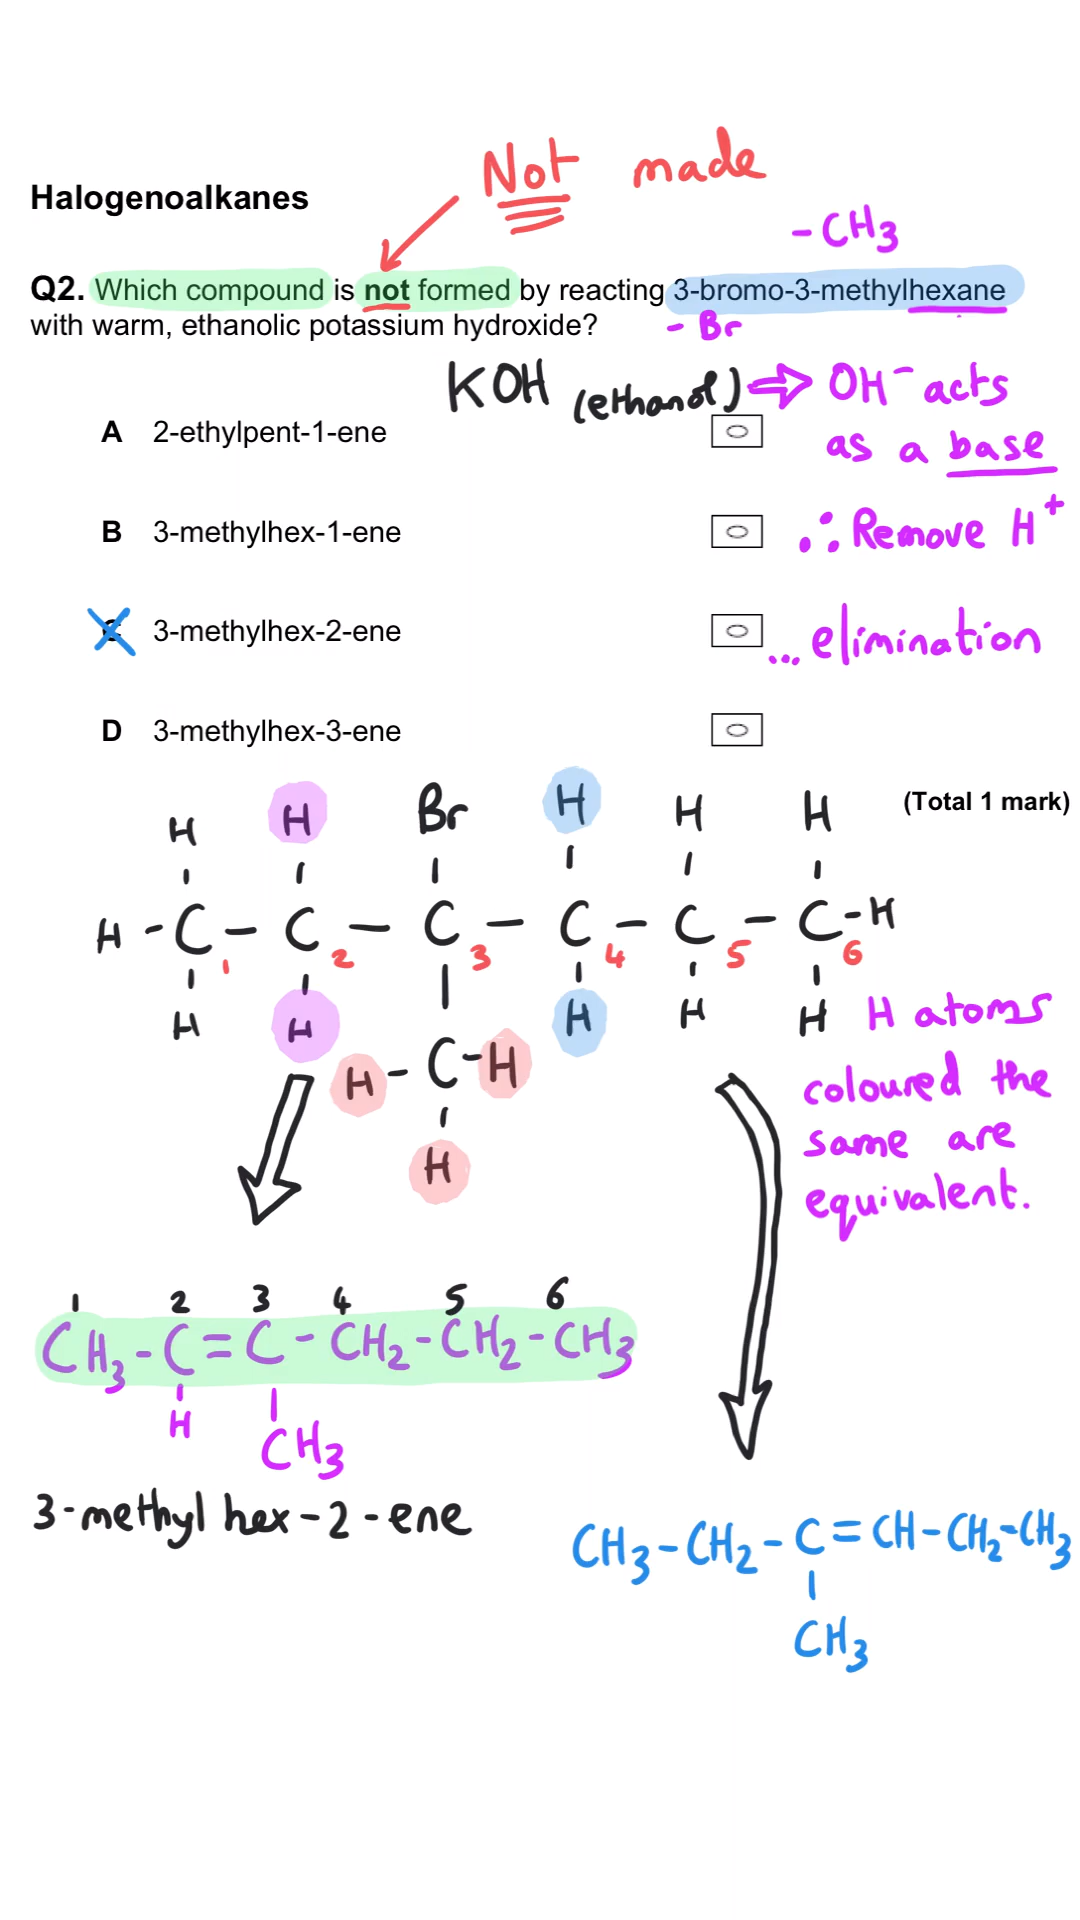 Not made
Halogenoalkanes
- CH3
Q2. Which compound is not formed by reacting 3-bromo-3-methylhexane
with warm, ethanolic potassium hydroxide?
- Br
KOH (ethanol) ⇒ OH⁻ acts
A 2-ethylpent-1-ene
as a base
B 3-methylhex-1-ene
∴ Remove H⁺
C 3-methylhex-2-ene
... elimination
D 3-methylhex-3-ene
(Total 1 mark)
H H Br H H H
H - C - C - C - C - C - C - H
1 2 3 4 5 6
H H H H H
H - C - H
H
H atoms
coloured the
same are
equivalent.
1 2 3 4 5 6
CH3 - C = C - CH2 - CH2 - CH3
H CH3
3-methyl hex-2-ene
CH3 - CH2 - C = CH - CH2 - CH3
CH3